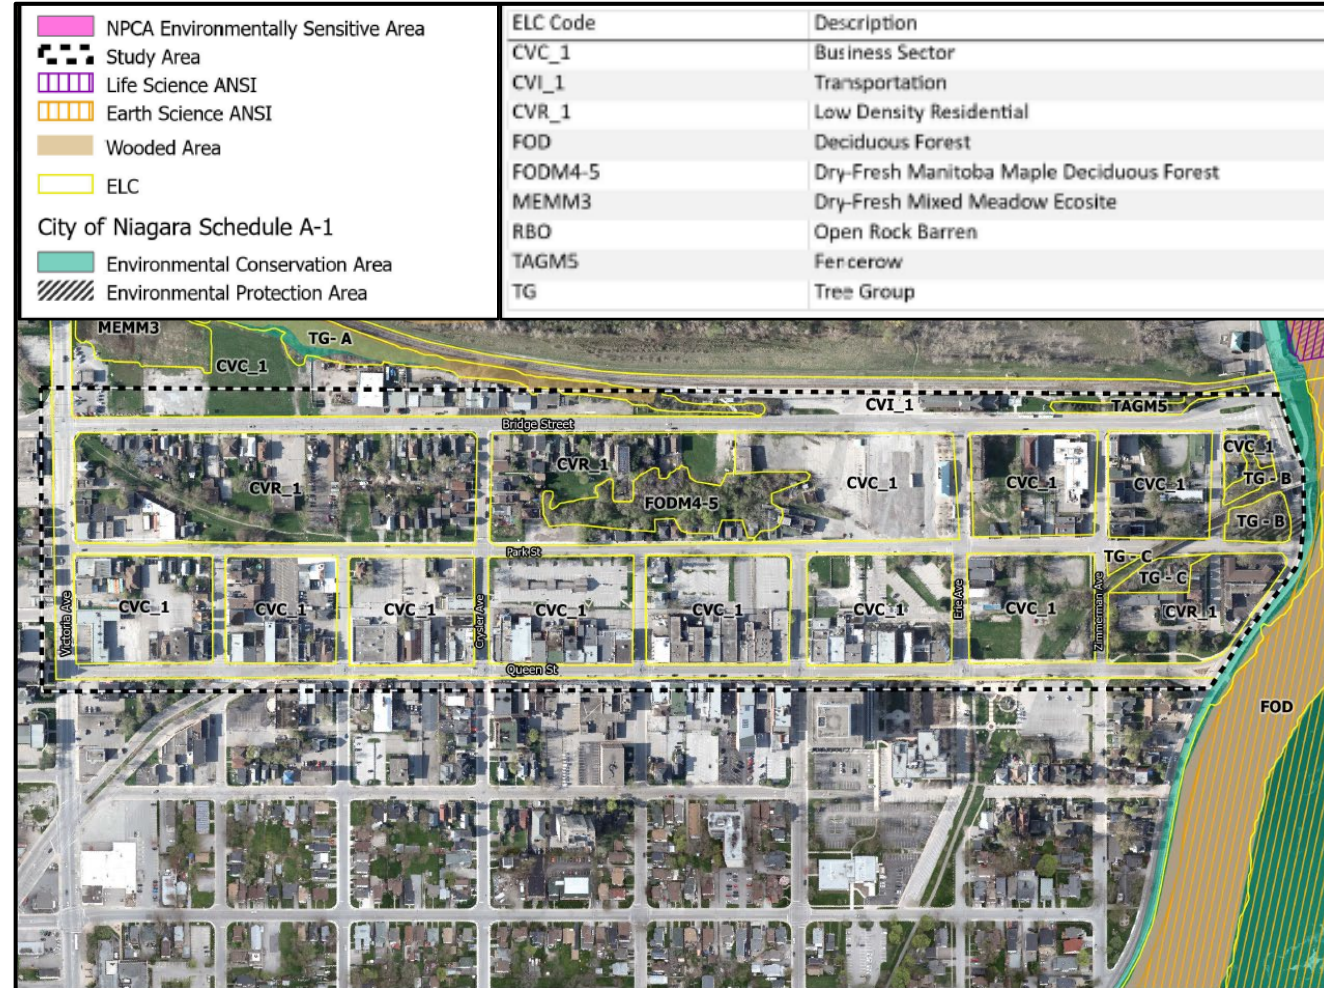 NPCA Environmentally Sensitive Area
Study Area
Life Science ANSI
Earth Science ANSI
Wooded Area
ELC
City of Niagara Schedule A-1
Environmental Conservation Area
Environmental Protection Area
ELC Code Description
CVC_1 Business Sector
CVI_1 Transportation
CVR_1 Low Density Residential
FOD Deciduous Forest
FODM4-5 Dry-Fresh Manitoba Maple Deciduous Forest
MEMM3 Dry-Fresh Mixed Meadow Ecosite
RBO Open Rock Barren
TAGM5 Fencerow
TG Tree Group
MEMM3
TG- A
CVC_1
CVI_1
TAGM5
Bridge Street
CVR_1
CVR_1
FODM4-5
CVC_1
CVC_1
CVC_1
CVC_1
TG - B
TG - B
Park St
TG - C
TG - C
CVC_1
CVC_1
CVC_1
CVC_1
CVC_1
CVC_1
CVC_1
CVR_1
Victoria Ave
Crysler Ave
Erie Ave
Zimmerman Ave
Queen St
FOD